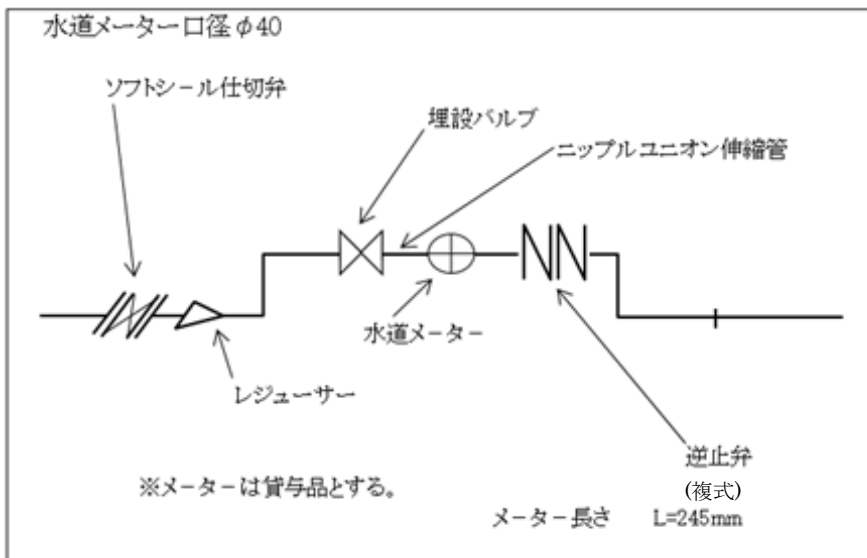 水道メーター口径φ40
ソフトシール仕切弁
埋設バルブ
ニップルユニオン伸縮管
水道メーター
レジューサー
逆止弁
(複式)
※メーターは貸与品とする。
メーター長さ L=245mm